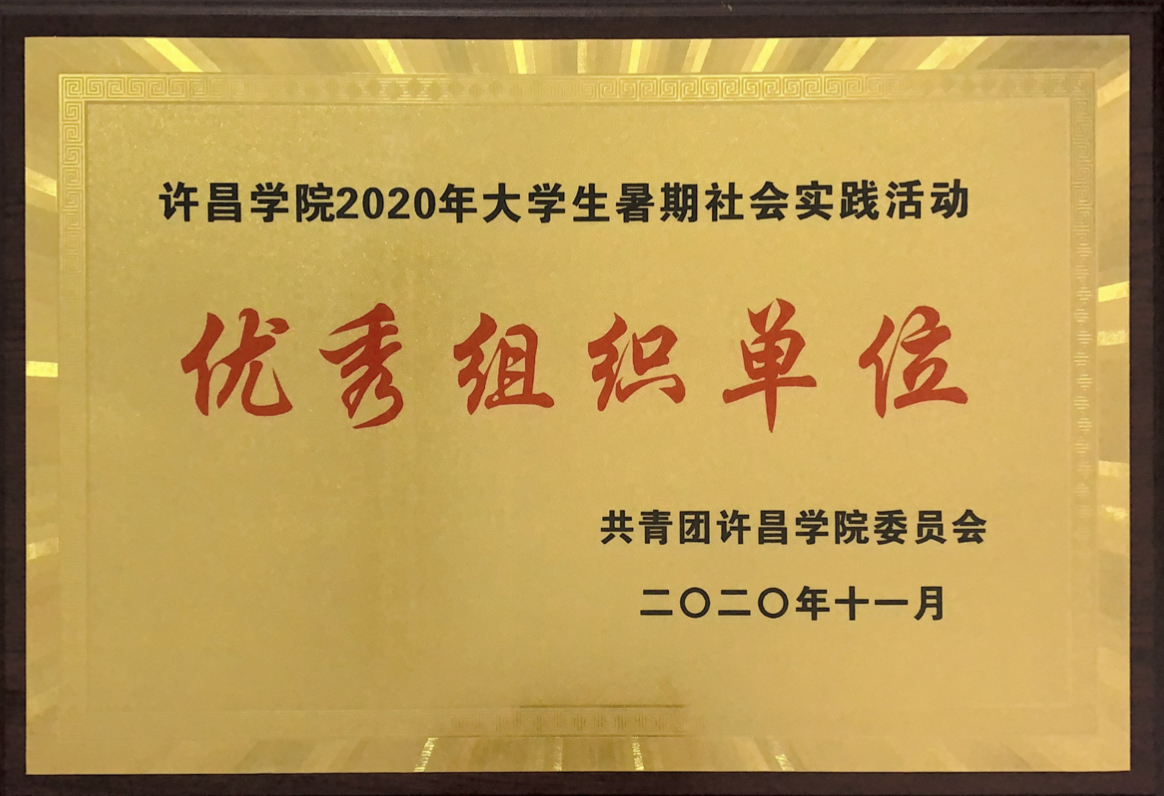 许昌学院2020年大学生暑期社会实践活动
优秀组织单位
共青团许昌学院委员会
二〇二〇年十一月